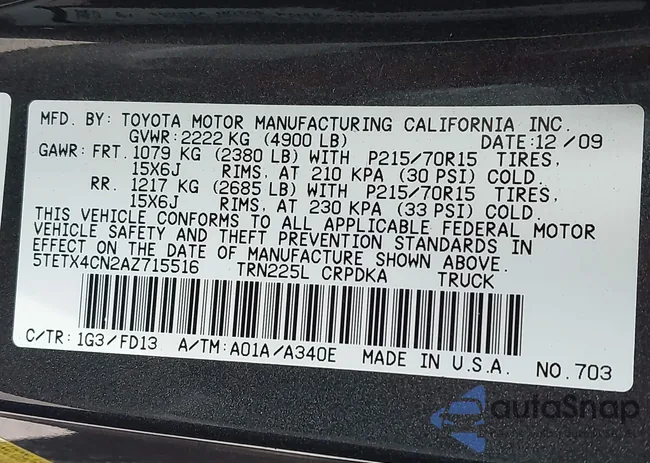 MFD. BY: TOYOTA MOTOR MANUFACTURING CALIFORNIA INC.
GVWR: 2222 KG (4900 LB) DATE: 12/09
GAWR: FRT. 1079 KG (2380 LB) WITH P215/70R15 TIRES,
15X6J RIMS, AT 210 KPA (30 PSI) COLD.
RR. 1217 KG (2685 LB) WITH P215/70R15 TIRES,
15X6J RIMS, AT 230 KPA (33 PSI) COLD.
THIS VEHICLE CONFORMS TO ALL APPLICABLE FEDERAL MOTOR
VEHICLE SAFETY AND THEFT PREVENTION STANDARDS IN
EFFECT ON THE DATE OF MANUFACTURE SHOWN ABOVE.
5TETX4CN2AZ715516 TRN225L CRPDKA TRUCK
C/TR: 1G3/FD13 A/TM: A01A/A340E MADE IN U.S.A. NO. 703
autoSnap